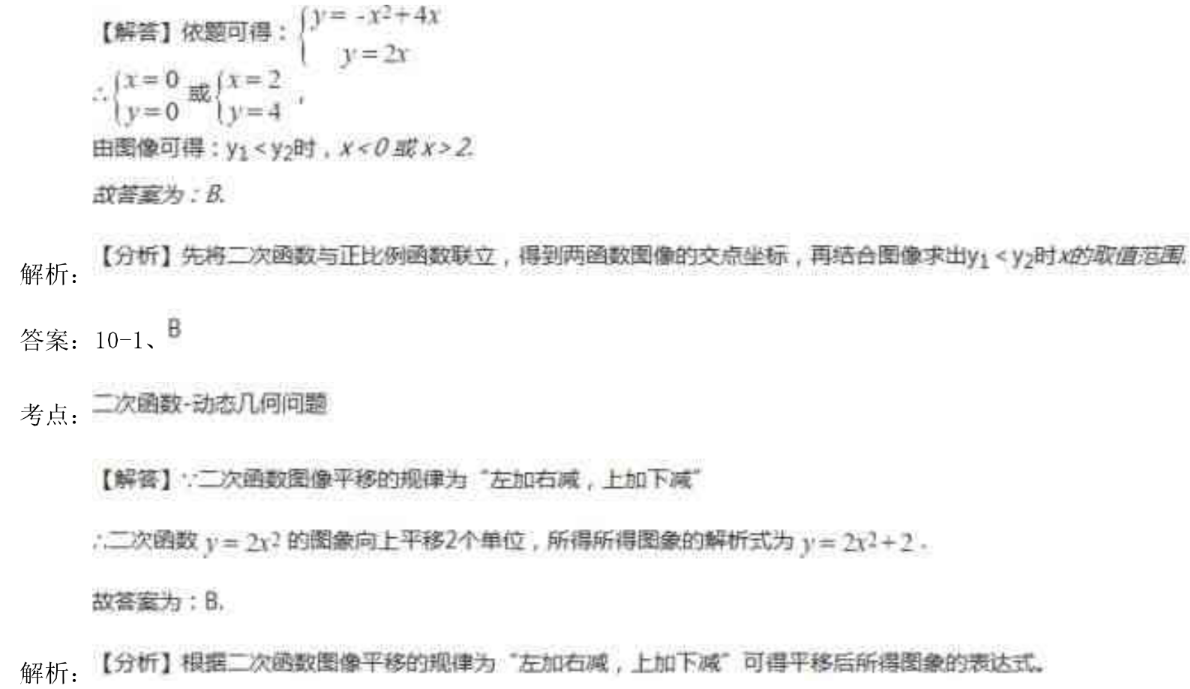 【解答】依题可得：{y= -x²+4x
y=2x
∴{x=0 y=0 或{x=2 y=4 ，
由图像可得：y₁<y₂时，x<0或x>2.
故答案为：B.
解析：【分析】先将二次函数与正比例函数联立，得到两函数图像的交点坐标，再结合图像求出y₁<y₂时x的取值范围.
答案：10-1、B
考点：二次函数-动态几何问题
【解答】∵二次函数图像平移的规律为“左加右减，上加下减”
∴二次函数 y= 2x² 的图象向上平移2个单位，所得所得图象的解析式为 y= 2x²+2 .
故答案为：B.
解析：【分析】根据二次函数图像平移的规律为“左加右减，上加下减”可得平移后所得图象的表达式。